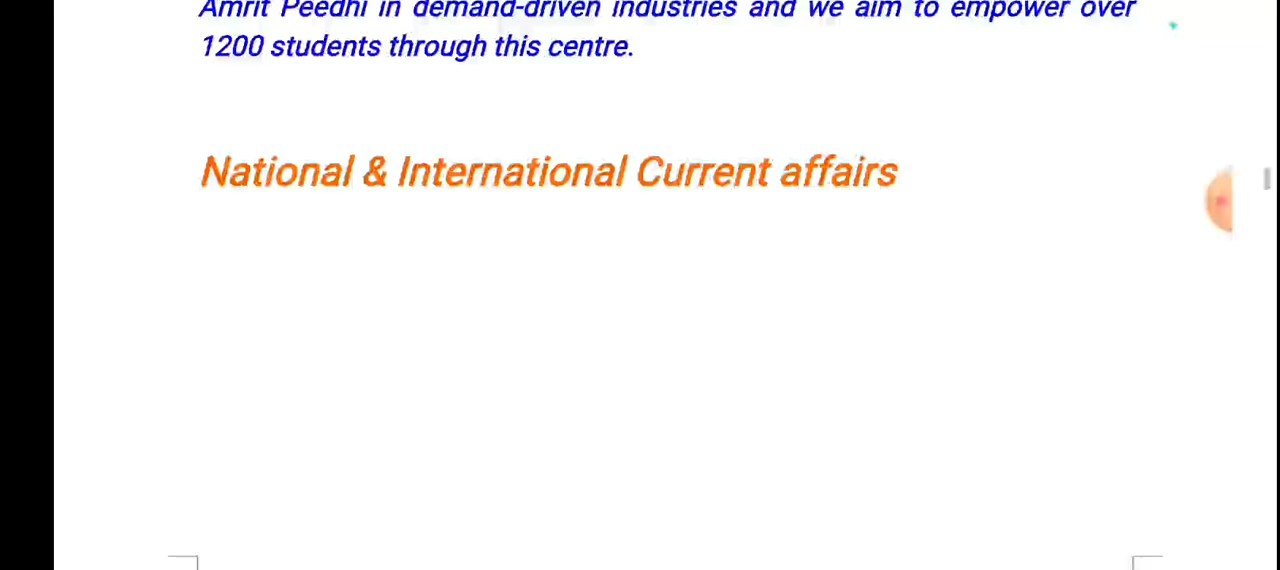 Amrit Peedhi in demand-driven industries and we aim to empower over
1200 students through this centre.
National & International Current affairs